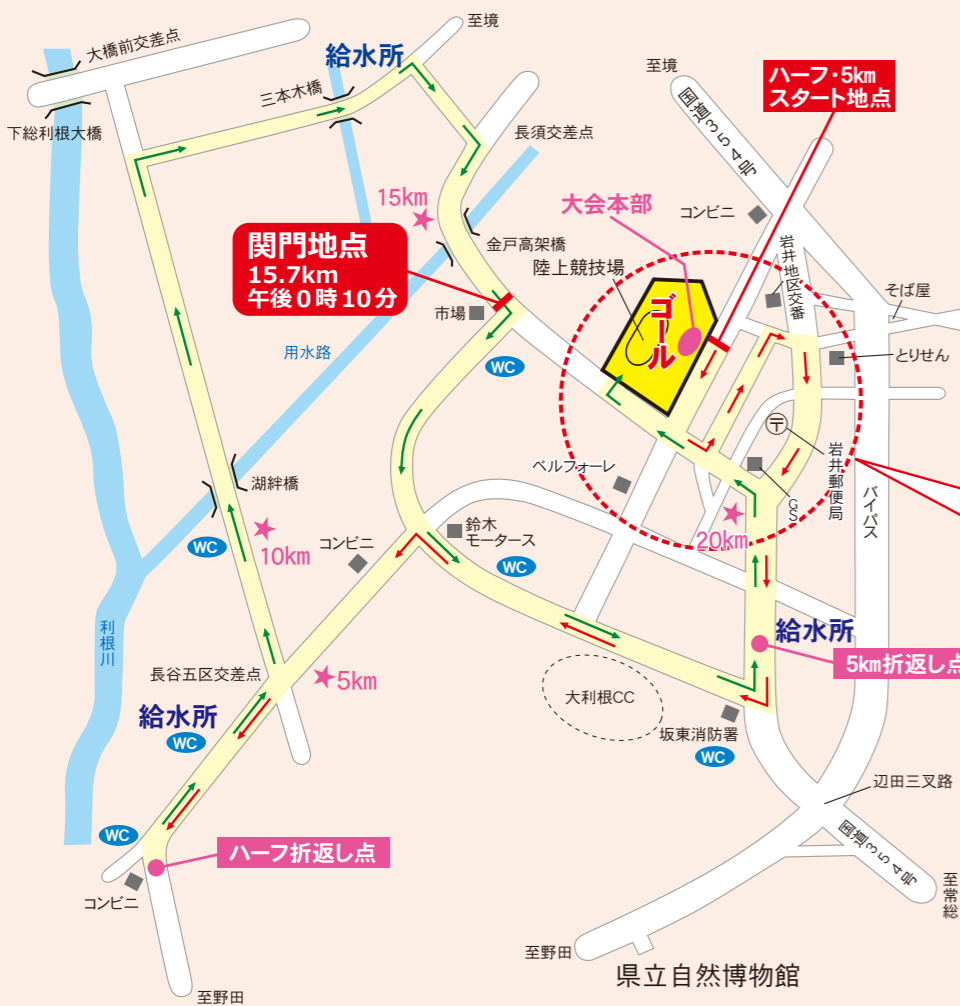 至境
大橋前交差点
給水所
三本木橋
下総利根大橋
長須交差点
至境
国道354号
ハーフ・5km
スタート地点
15km
大会本部
コンビニ
関門地点
15.7km
午後0時10分
金戸高架橋
陸上競技場
岩井地区交番
そば屋
市場
ゴール
とりせん
用水路
WC
〒
岩井郵便局
ベルフォーレ
GS
バイパス
湖絆橋
10km
WC
コンビニ
鈴木
モータース
WC
20km
利根川
給水所
長谷五区交差点
5km
5km折返し点
給水所
WC
大利根CC
坂東消防署
WC
辺田三叉路
WC
ハーフ折返し点
国道354号
コンビニ
至常総
至野田
県立自然博物館
至野田